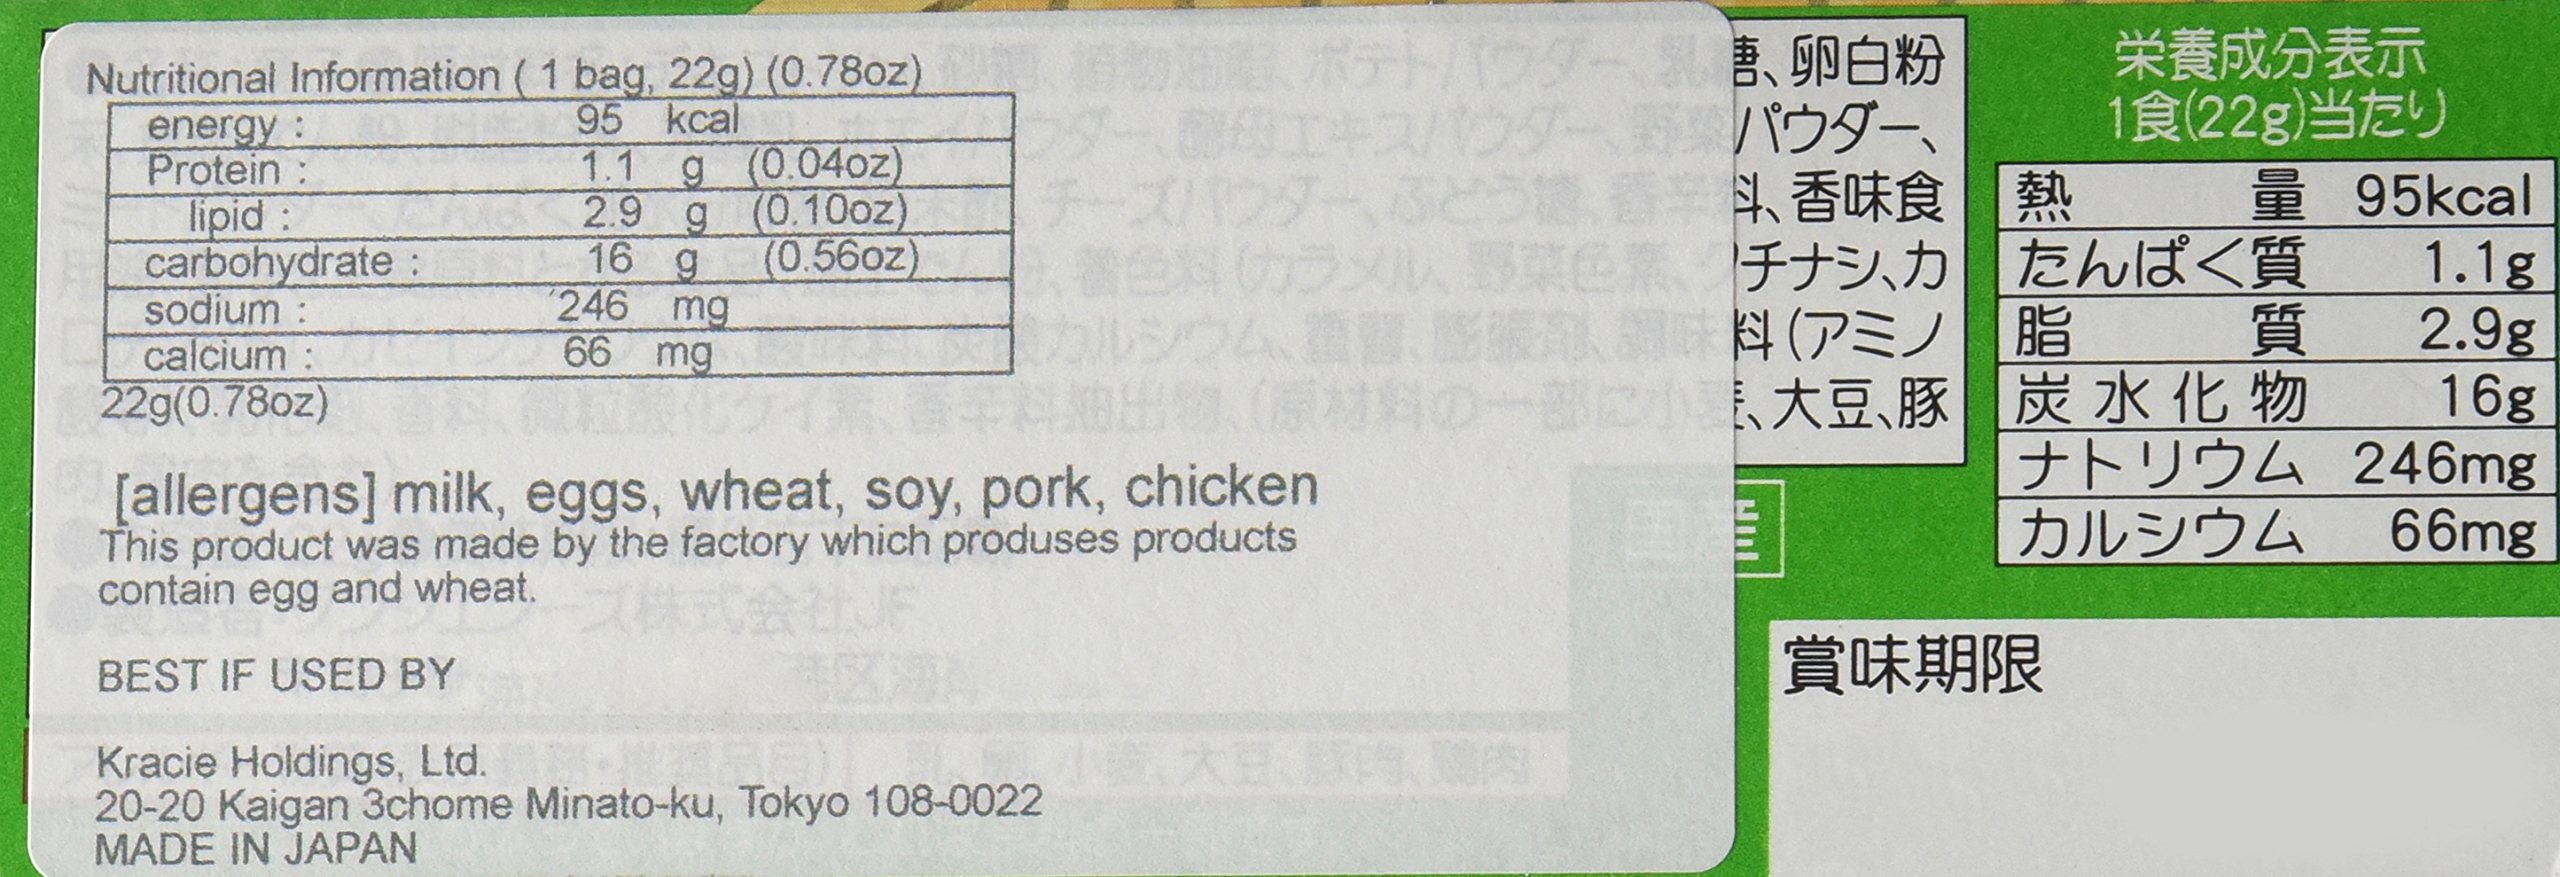 Nutritional Information ( 1 bag, 22g) (0.78oz)
energy : 95 kcal
Protein : 1.1 g (0.04oz)
lipid : 2.9 g (0.10oz)
carbohydrate : 16 g (0.56oz)
sodium : 246 mg
calcium : 66 mg
22g(0.78oz)
[allergens] milk, eggs, wheat, soy, pork, chicken
This product was made by the factory which produses products
contain egg and wheat.
BEST IF USED BY
Kracie Holdings, Ltd.
20-20 Kaigan 3chome Minato-ku, Tokyo 108-0022
MADE IN JAPAN
糖、卵白粉
パウダー、
料、香味食
チナシ、カ
料(アミノ
、大豆、豚
栄養成分表示
1食(22g)当たり
熱量 95kcal
たんぱく質 1.1g
脂質 2.9g
炭水化物 16g
ナトリウム 246mg
カルシウム 66mg
賞味期限